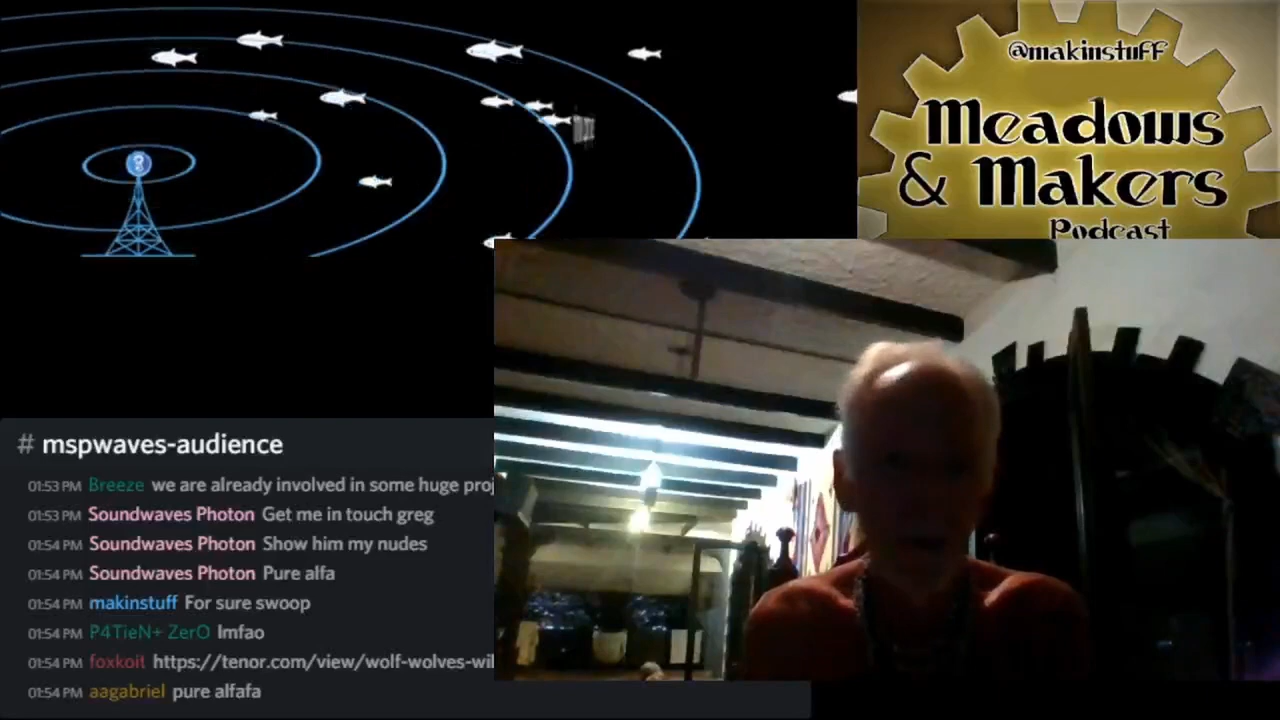 @makinstuff
Meadows
& Makers
Podcast
?
# mspwaves-audience
01:53 PM Breeze we are already involved in some huge proj
01:53 PM Soundwaves Photon Get me in touch greg
01:54 PM Soundwaves Photon Show him my nudes
01:54 PM Soundwaves Photon Pure alfa
01:54 PM makinstuff For sure swoop
01:54 PM P4TieN+ ZerO lmfao
01:54 PM foxkoit https://tenor.com/view/wolf-wolves-wil
01:54 PM aagabriel pure alfafa